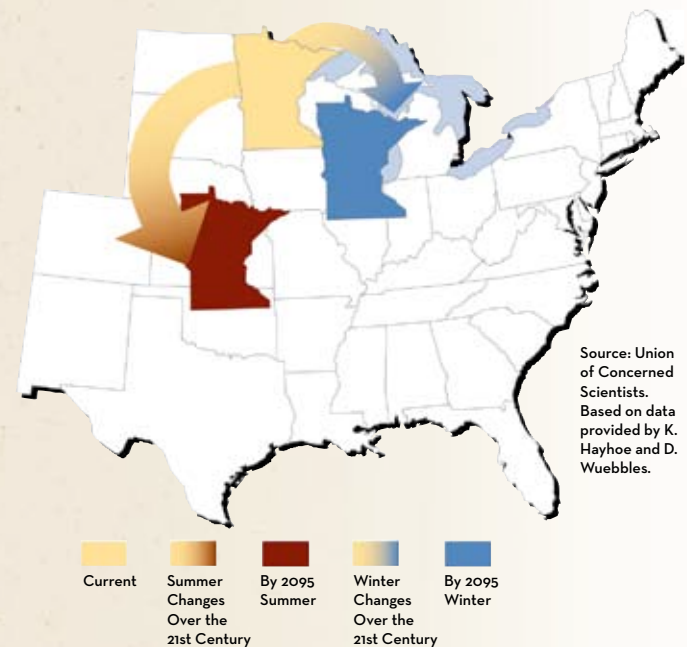 Source: Union
of Concerned
Scientists.
Based on data
provided by K.
Hayhoe and D.
Wuebbles.
Current
Summer
Changes
Over the
21st Century
By 2095
Summer
Winter
Changes
Over the
21st Century
By 2095
Winter